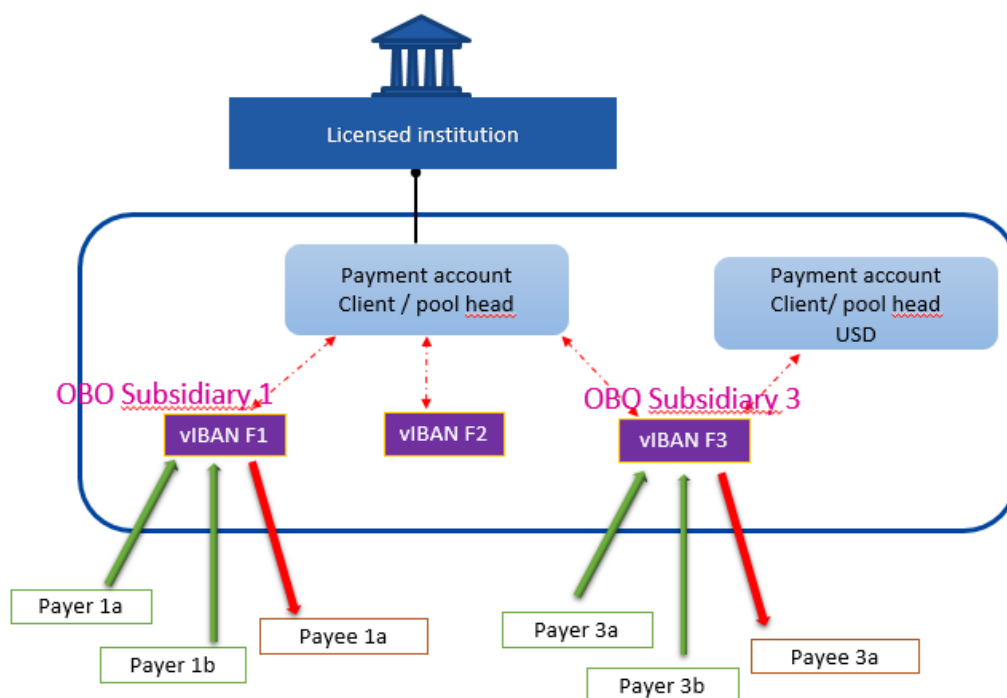 Licensed institution
Payment account
Client / pool head
Payment account
Client/ pool head
USD
OBO Subsidiary 1
OBO Subsidiary 3
vIBAN F1
vIBAN F2
vIBAN F3
Payer 1a
Payee 1a
Payer 1b
Payer 3a
Payee 3a
Payer 3b